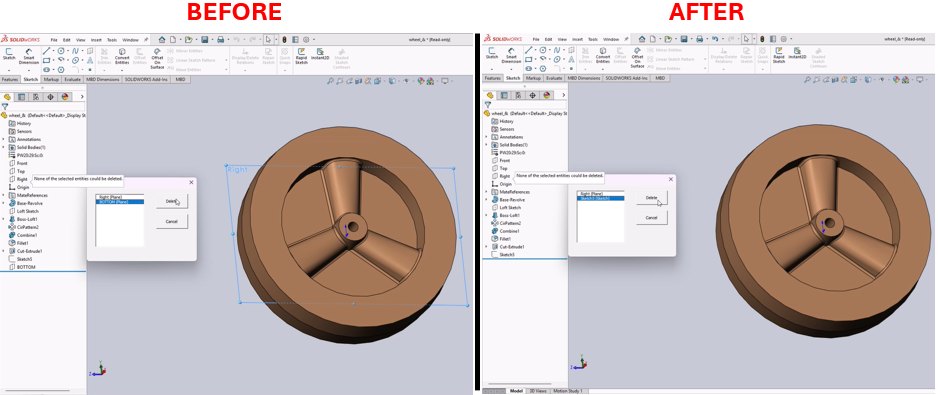 BEFORE
AFTER
SOLIDWORKS
File Edit View Insert Tools Window
wheel_& * [Read-only]
Sketch
Smart Dimension
Trim Entities
Convert Entities
Offset Entities
Offset On Surface
Mirror Entities
Linear Sketch Pattern
Move Entities
Display/Delete Relations
Repair Sketch
Quick Snaps
Rapid Sketch
Instant2D
Shaded Sketch Contours
Features Sketch Markup Evaluate MBD Dimensions SOLIDWORKS Add-Ins MBD
wheel_& (Default<<Default>_Display St
History
Sensors
Annotations
Solid Bodies(1)
Front
Top
Right
Origin
MateReferences
Base-Revolve
Loft Sketch
Boss-Loft1
CirPattern2
Combine1
Fillet1
Cut-Extrude1
Sketch5
BOTTOM
None of the selected entities could be deleted.
Right (Plane)
BOTTOM (Plane)
Delete
Cancel
Right
File Edit View Insert Tools Window
wheel_& * [Read-only]
SOLIDWORKS
Sketch
Smart Dimension
Trim Entities
Convert Entities
Offset Entities
Offset On Surface
Mirror Entities
Linear Sketch Pattern
Move Entities
Display/Delete Relations
Repair Sketch
Quick Snaps
Rapid Sketch
Instant2D
Shaded Sketch Contours
Features Sketch Markup Evaluate MBD Dimensions SOLIDWORKS Add-Ins MBD
wheel_& (Default<<Default>_Display St
History
Sensors
Annotations
Solid Bodies(1)
Front
Top
Right
Origin
MateReferences
Base-Revolve
Loft Sketch
Boss-Loft1
CirPattern2
Combine1
Fillet1
Cut-Extrude1
Sketch5
None of the selected entities could be deleted.
Right (Plane)
Sketch5 (Sketch)
Delete
Cancel
Model 3D Views Motion Study 1